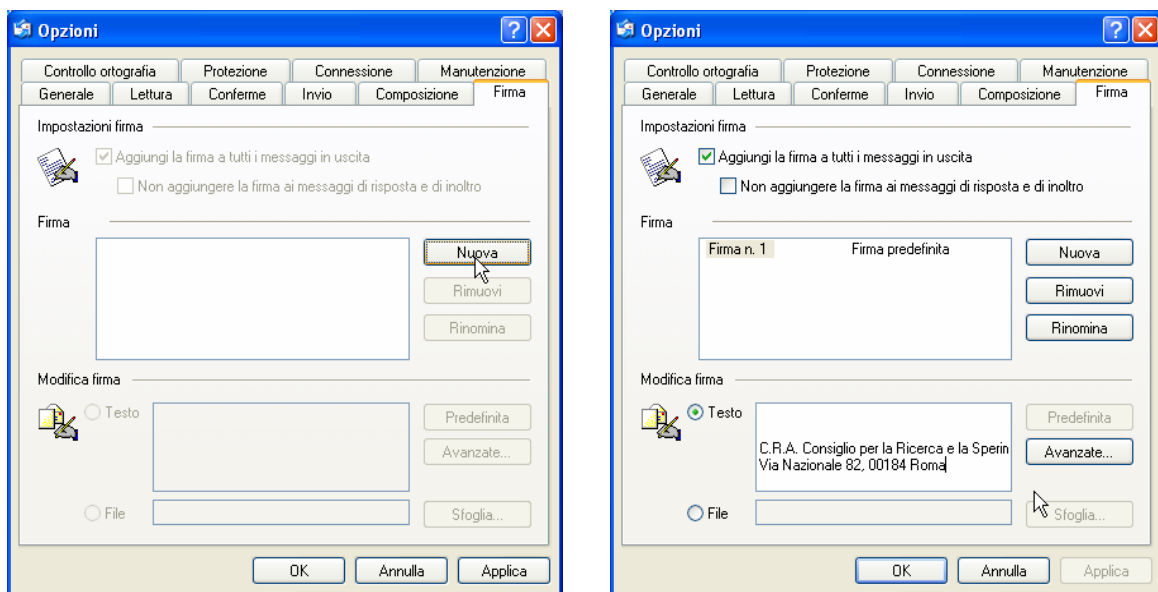 Opzioni
Controllo ortografia Protezione Connessione Manutenzione
Generale Lettura Conferme Invio Composizione Firma
Impostazioni firma
Aggiungi la firma a tutti i messaggi in uscita
Non aggiungere la firma ai messaggi di risposta e di inoltro
Firma
Nuova
Rimuovi
Rinomina
Modifica firma
Testo
Predefinita
Avanzate...
File
Sfoglia...
OK Annulla Applica
Opzioni
Controllo ortografia Protezione Connessione Manutenzione
Generale Lettura Conferme Invio Composizione Firma
Impostazioni firma
Aggiungi la firma a tutti i messaggi in uscita
Non aggiungere la firma ai messaggi di risposta e di inoltro
Firma
Firma n. 1 Firma predefinita
Nuova
Rimuovi
Rinomina
Modifica firma
Testo
Predefinita
C.R.A. Consiglio per la Ricerca e la Sperin
Via Nazionale 82, 00184 Roma
Avanzate...
File
Sfoglia...
OK Annulla Applica